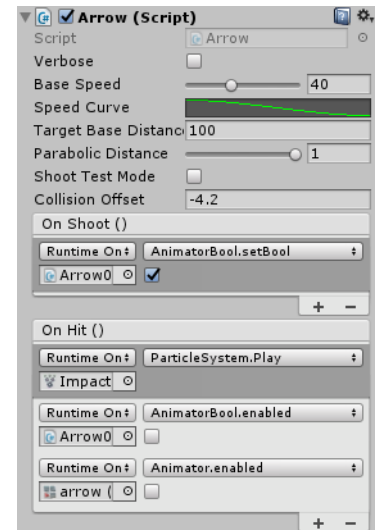 Arrow (Script)
Script Arrow
Verbose
Base Speed 40
Speed Curve
Target Base Distanc 100
Parabolic Distance 1
Shoot Test Mode
Collision Offset -4.2
On Shoot ()
Runtime On AnimatorBool.setBool
Arrow0
+ −
On Hit ()
Runtime On ParticleSystem.Play
Impact
Runtime On AnimatorBool.enabled
Arrow0
Runtime On Animator.enabled
arrow (
+ −